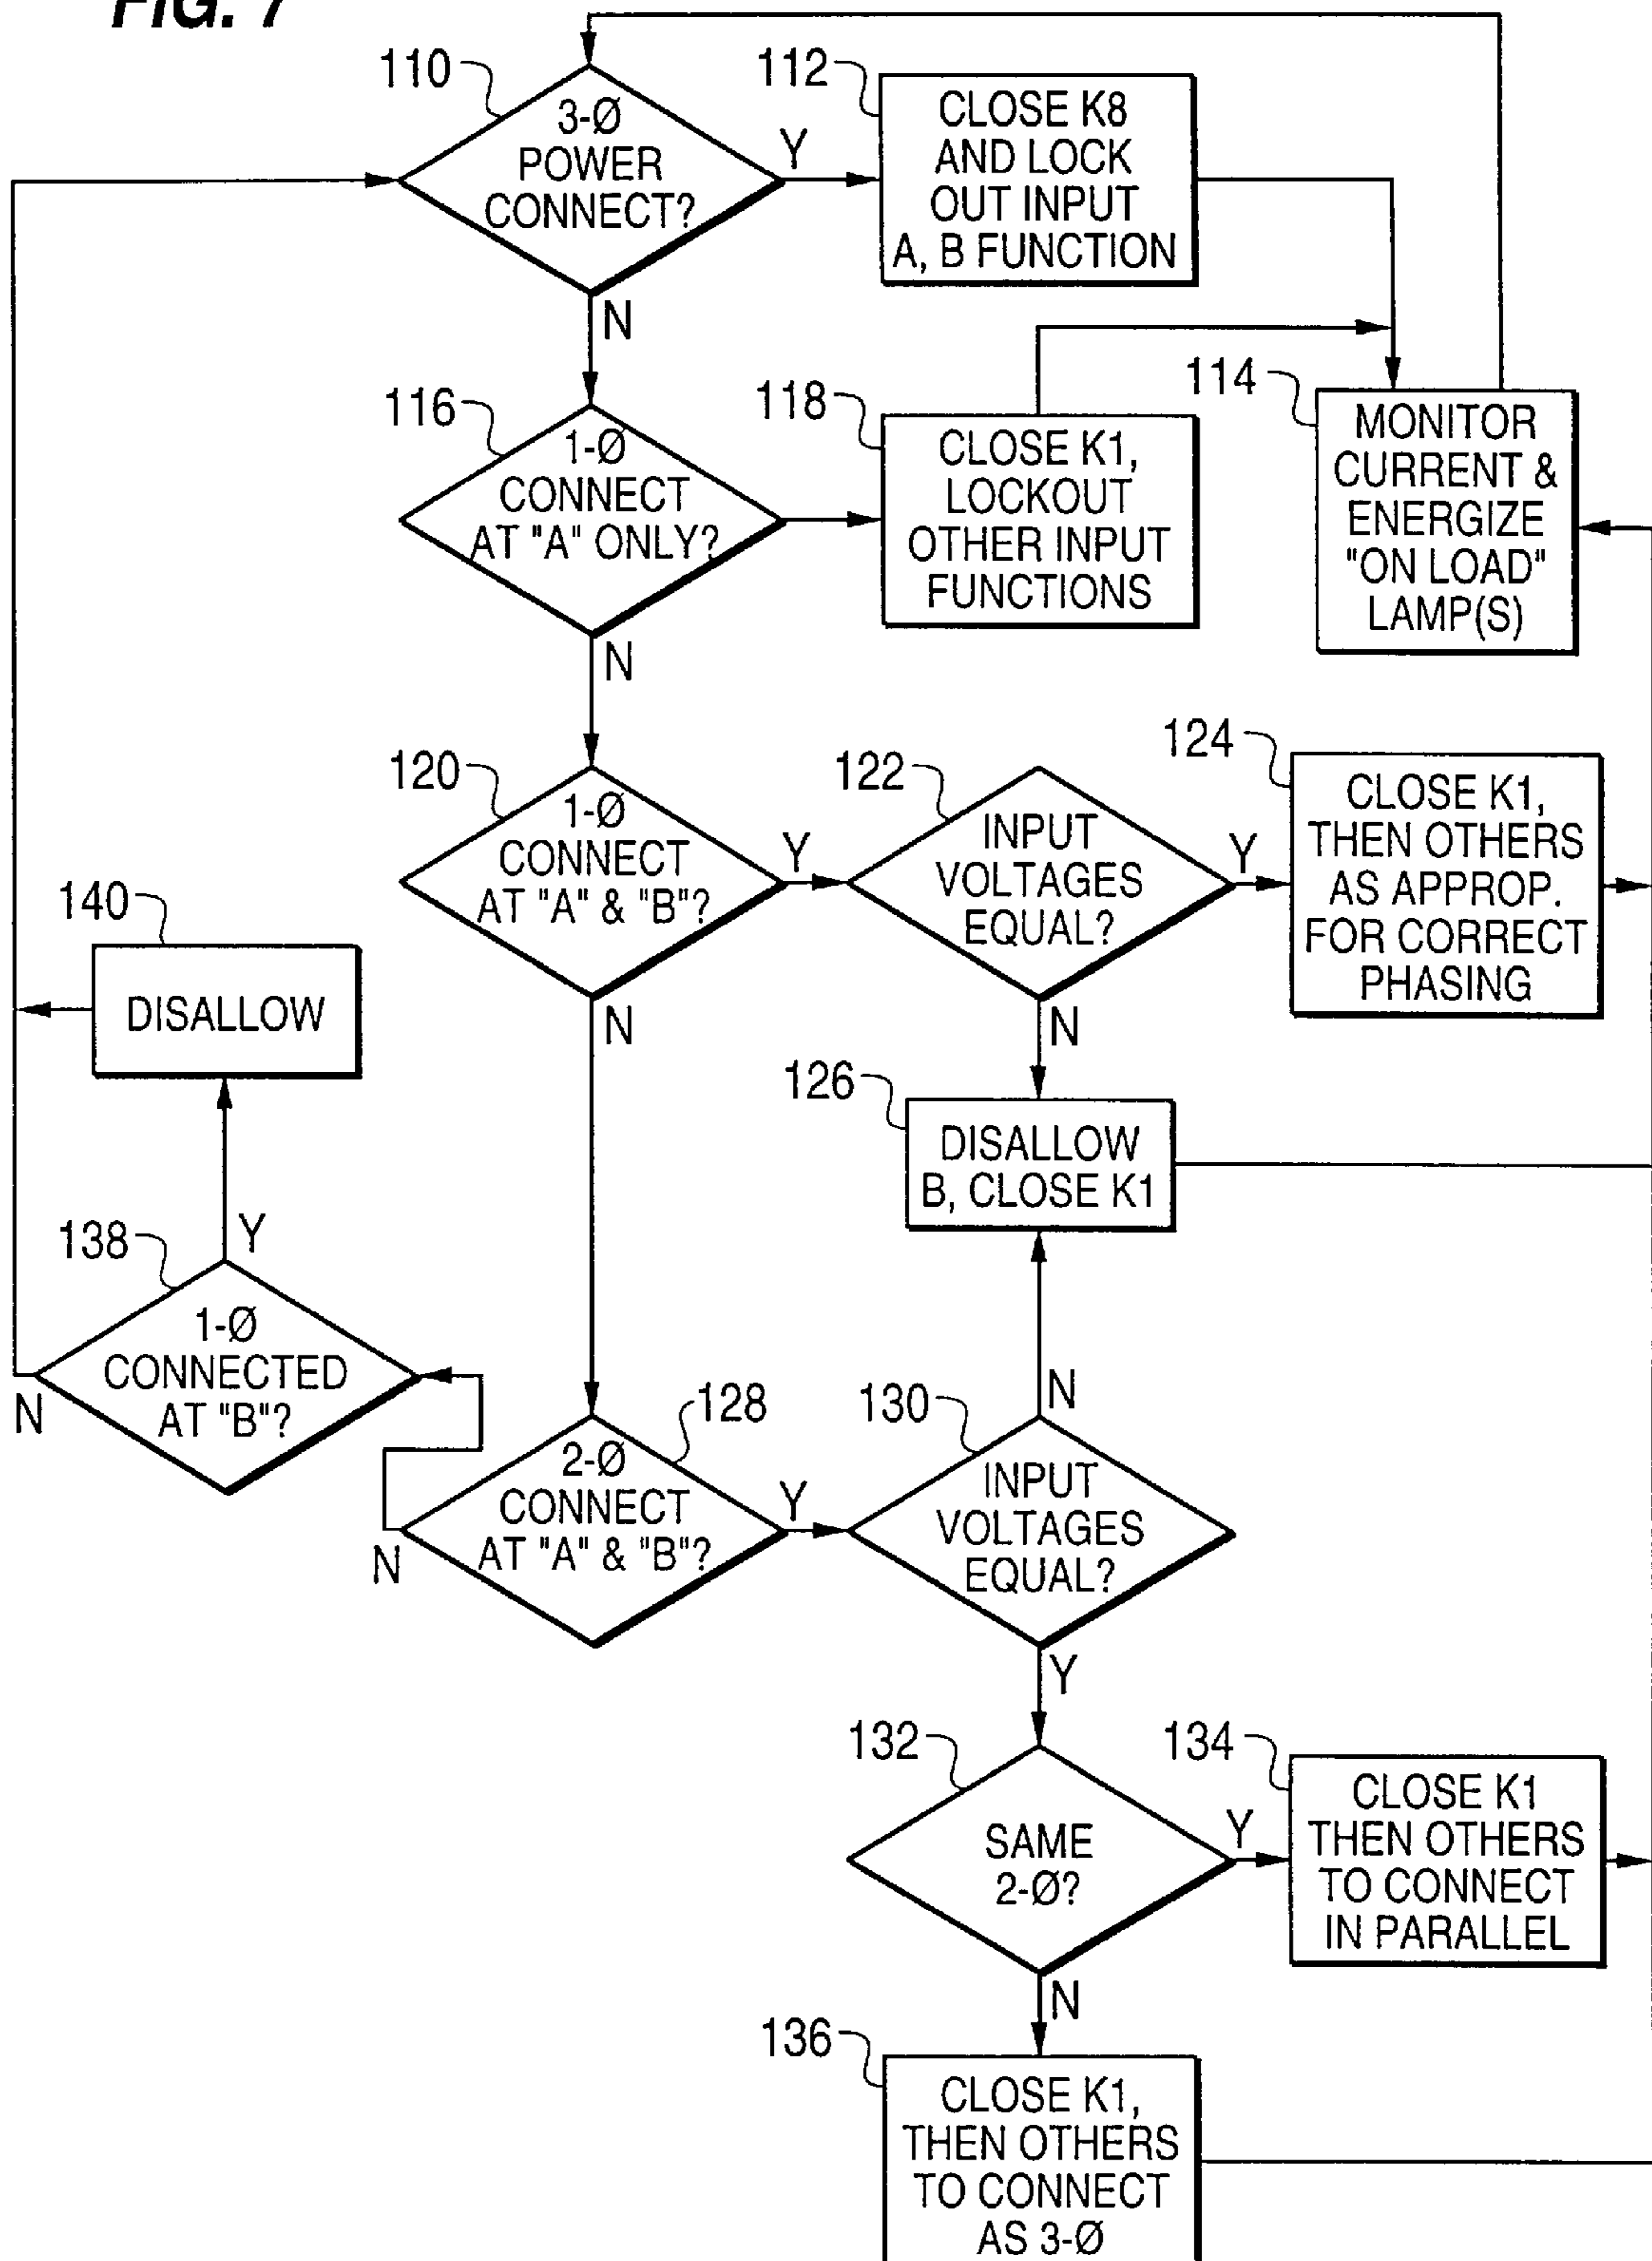 FIG. 7
110
3-Ø
POWER
CONNECT?
Y
N
112
CLOSE K8
AND LOCK
OUT INPUT
A, B FUNCTION
114
MONITOR
CURRENT &
ENERGIZE
"ON LOAD"
LAMP(S)
116
1-Ø
CONNECT
AT "A" ONLY?
N
118
CLOSE K1,
LOCKOUT
OTHER INPUT
FUNCTIONS
120
1-Ø
CONNECT
AT "A" & "B"?
Y
N
122
INPUT
VOLTAGES
EQUAL?
Y
N
124
CLOSE K1,
THEN OTHERS
AS APPROP.
FOR CORRECT
PHASING
126
DISALLOW
B, CLOSE K1
140
DISALLOW
138
Y
1-Ø
CONNECTED
AT "B"?
N
128
2-Ø
CONNECT
AT "A" & "B"?
Y
N
130
N
INPUT
VOLTAGES
EQUAL?
Y
132
SAME
2-Ø?
Y
N
134
CLOSE K1
THEN OTHERS
TO CONNECT
IN PARALLEL
136
CLOSE K1,
THEN OTHERS
TO CONNECT
AS 3-Ø